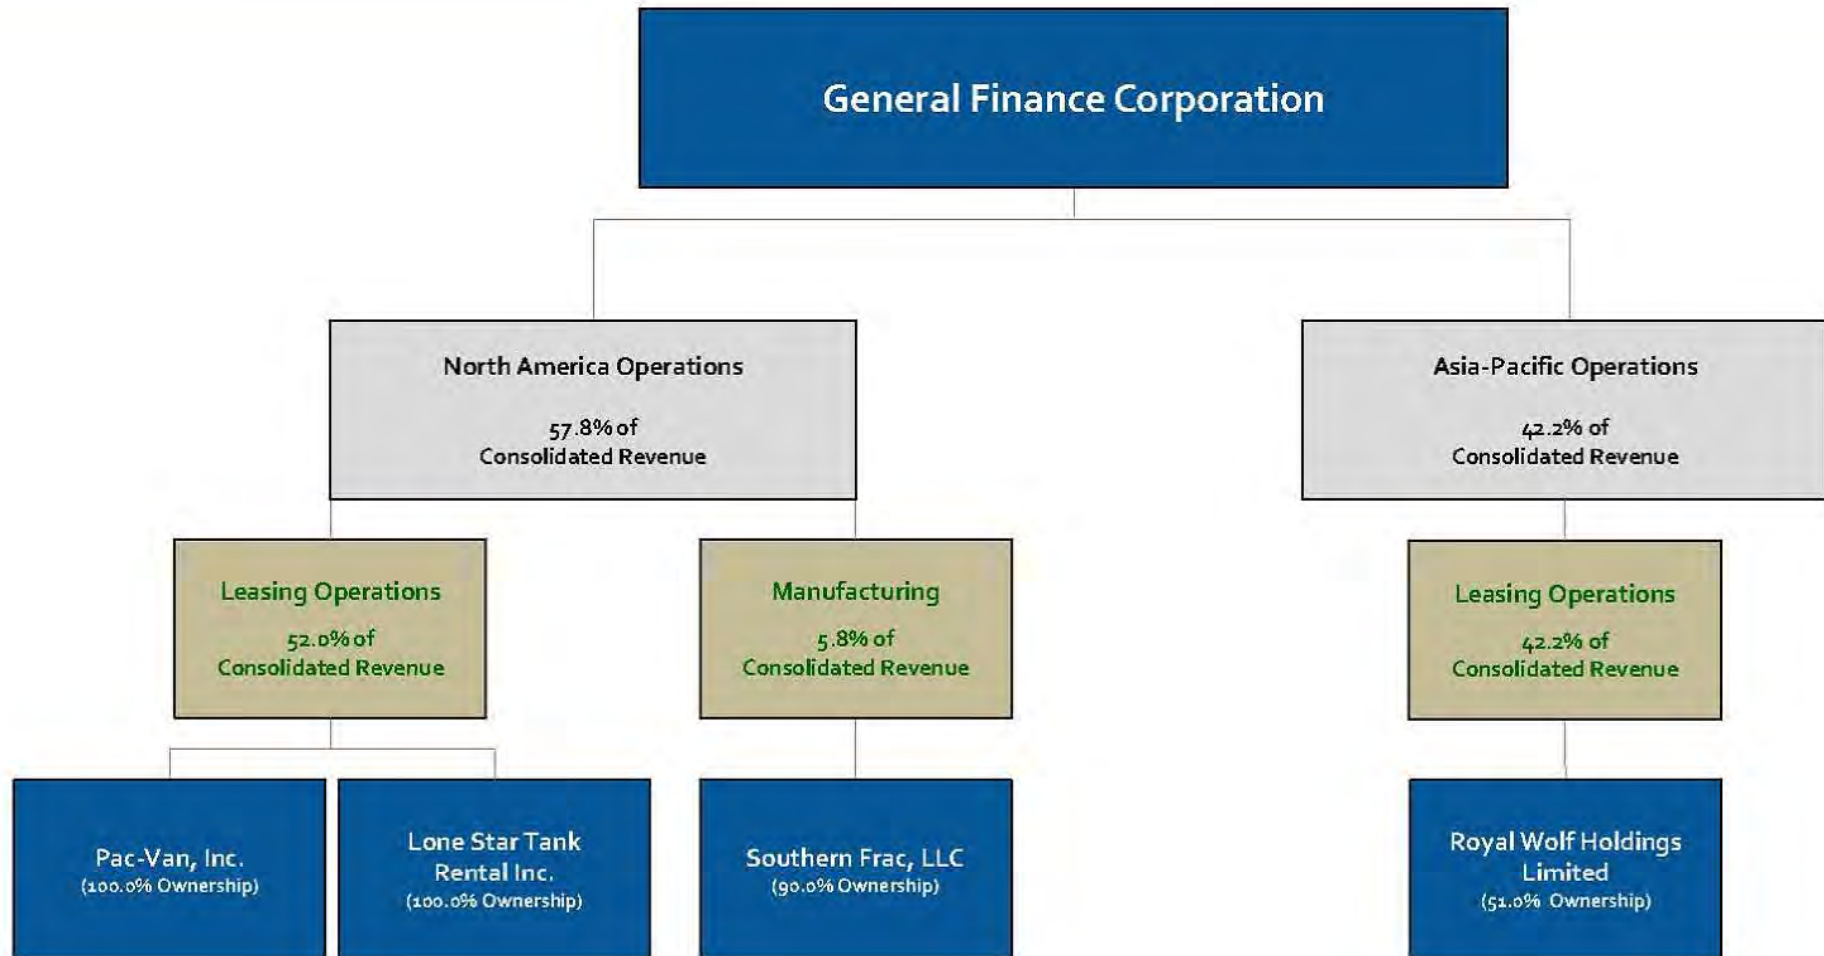 General Finance Corporation
North America Operations
57.8% of
Consolidated Revenue
Asia-Pacific Operations
42.2% of
Consolidated Revenue
Leasing Operations
52.0% of
Consolidated Revenue
Manufacturing
5.8% of
Consolidated Revenue
Leasing Operations
42.2% of
Consolidated Revenue
Pac-Van, Inc.
(100.0% Ownership)
Lone Star Tank
Rental Inc.
(100.0% Ownership)
Southern Frac, LLC
(90.0% Ownership)
Royal Wolf Holdings
Limited
(51.0% Ownership)